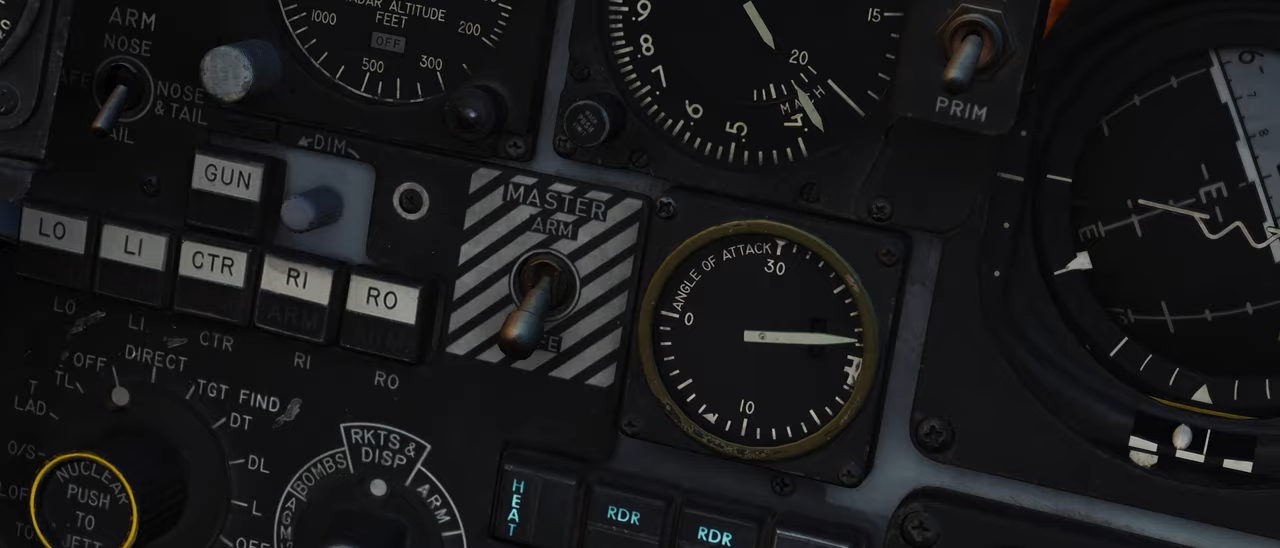 ARM
NOSE
NOSE
& TAIL
1000
ALTITUDE
FEET
OFF
200
300
500
.9
.8
.7
.6
.5
20
15
MACH
PUSH
PRIM
DIM
GUN
LO
LI
CTR
RI
RO
LO
LI
CTR
RI
RO
MASTER
ARM
ANGLE OF ATTACK
30
0
10
E
E
OFF
DIRECT
TGT FIND
DT
DL
L
OFF
TL
T
LAD
O/S
NUCLEAR
PUSH
TO
JETT
RKTS &
DISP
BOMBS
ARM
HEAT
RDR
RDR